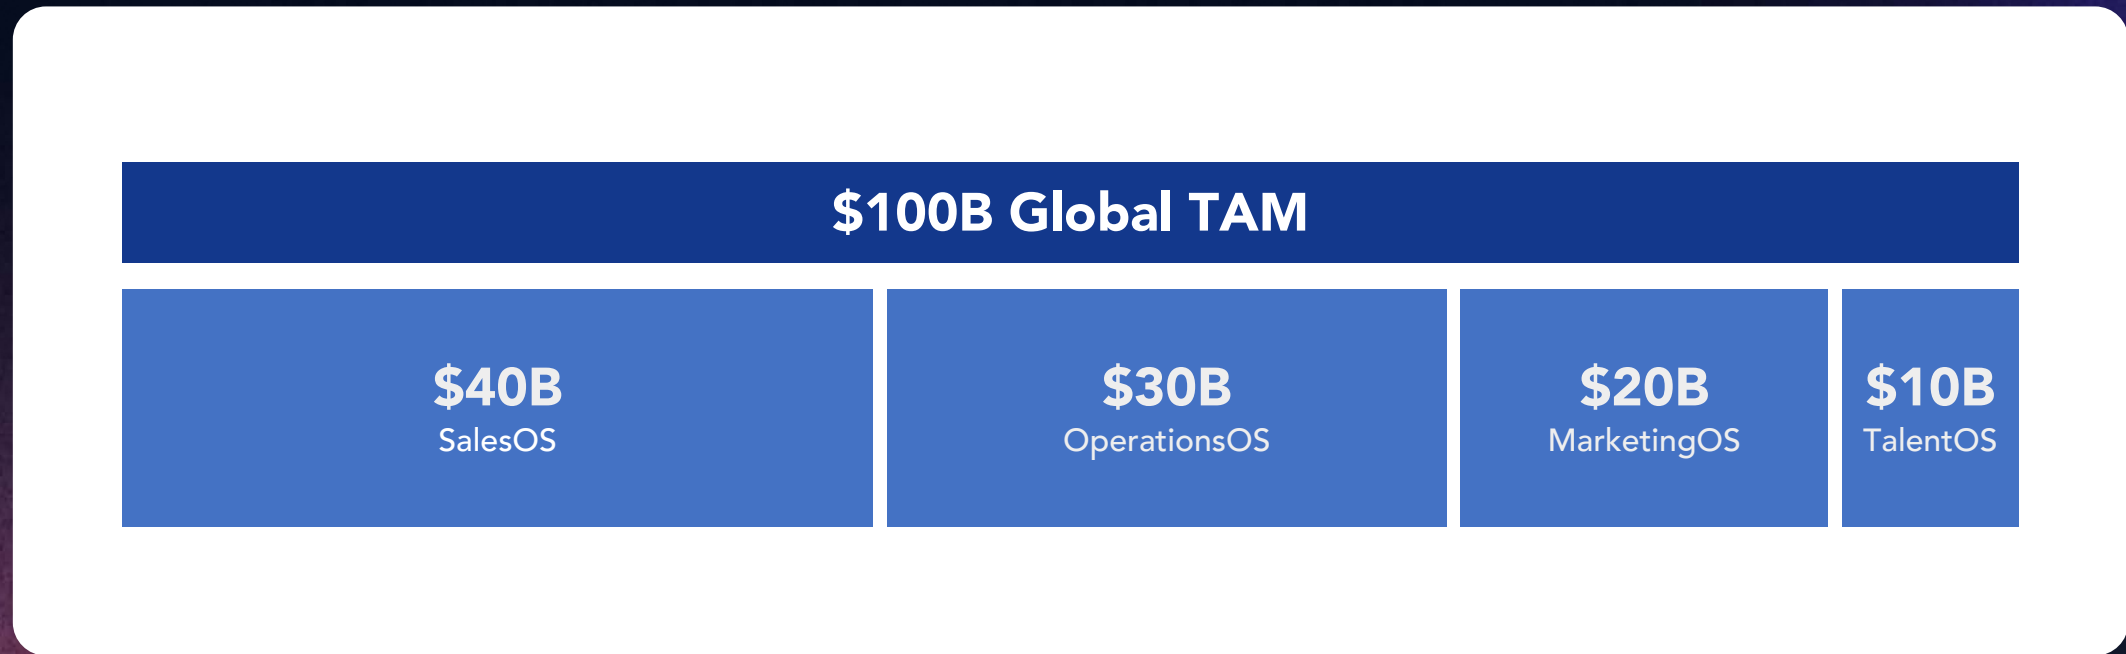 $100B Global TAM
$40B
SalesOS
$30B
OperationsOS
$20B
MarketingOS
$10B
TalentOS